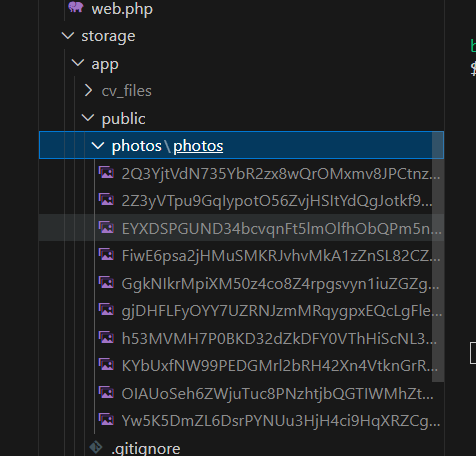 web.php
storage
app
cv_files
public
photos\photos
2Q3YjtVdN735YbR2zx8wQrOMxmv8JPCtnz...
2Z3yVTpu9GqIypotO56ZvjHSItYdQgJotkf9...
EYXDSPGUND34bcvqnFt5lmOlfhObQPm5n...
FiwE6psa2jHMuSMKRJvhvMkA1zZnSL82CZ...
GgkNIkrMpiXM50z4co8Z4rpgsvyn1iuZGZg...
gjDHFLFyOYY7UZRNJzmMRqygpxEQcLgFle...
h53MVMH7P0BKD32dZkDFY0VThHiScNL3...
KYbUxfNW99PEDGMrl2bRH42Xn4VtknGrR...
OIAUoSeh6ZWjuTuc8PNzhtjbQGTIWMhZt...
Yw5K5DmZL6DsrPYNUu3HjH4ci9HqXRZCg...
.gitignore
$